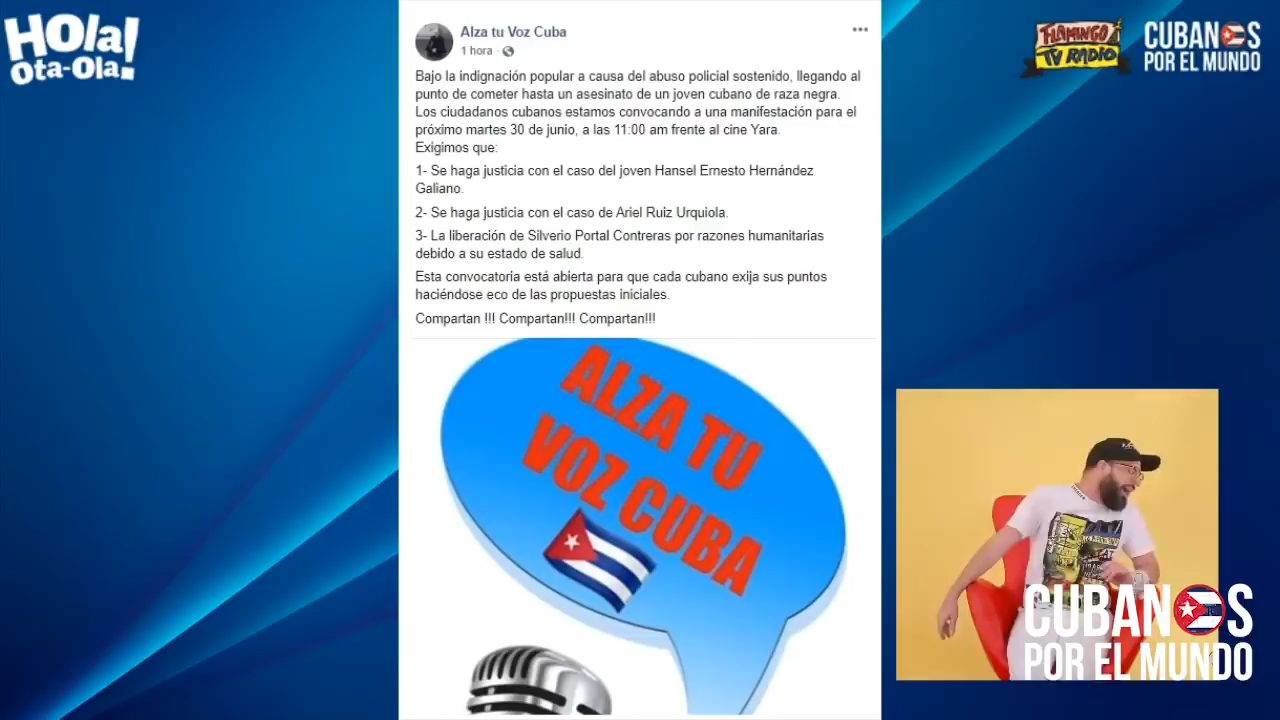 HOla!
Ota-Ola!
FLAMINGO
TV RADIO
CUBANOS
POR EL MUNDO
Alza tu Voz Cuba
1 hora ·
Bajo la indignación popular a causa del abuso policial sostenido, llegando al
punto de cometer hasta un asesinato de un joven cubano de raza negra.
Los ciudadanos cubanos estamos convocando a una manifestación para el
próximo martes 30 de junio, a las 11:00 am frente al cine Yara.
Exigimos que:
1- Se haga justicia con el caso del joven Hansel Ernesto Hernández
Galiano.
2- Se haga justicia con el caso de Ariel Ruiz Urquiola.
3- La liberación de Silverio Portal Contreras por razones humanitarias
debido a su estado de salud.
Esta convocatoria está abierta para que cada cubano exija sus puntos
haciéndose eco de las propuestas iniciales.
Compartan !!! Compartan!!! Compartan!!!
ALZA TU
VOZ CUBA
CUBANOS
POR EL MUNDO